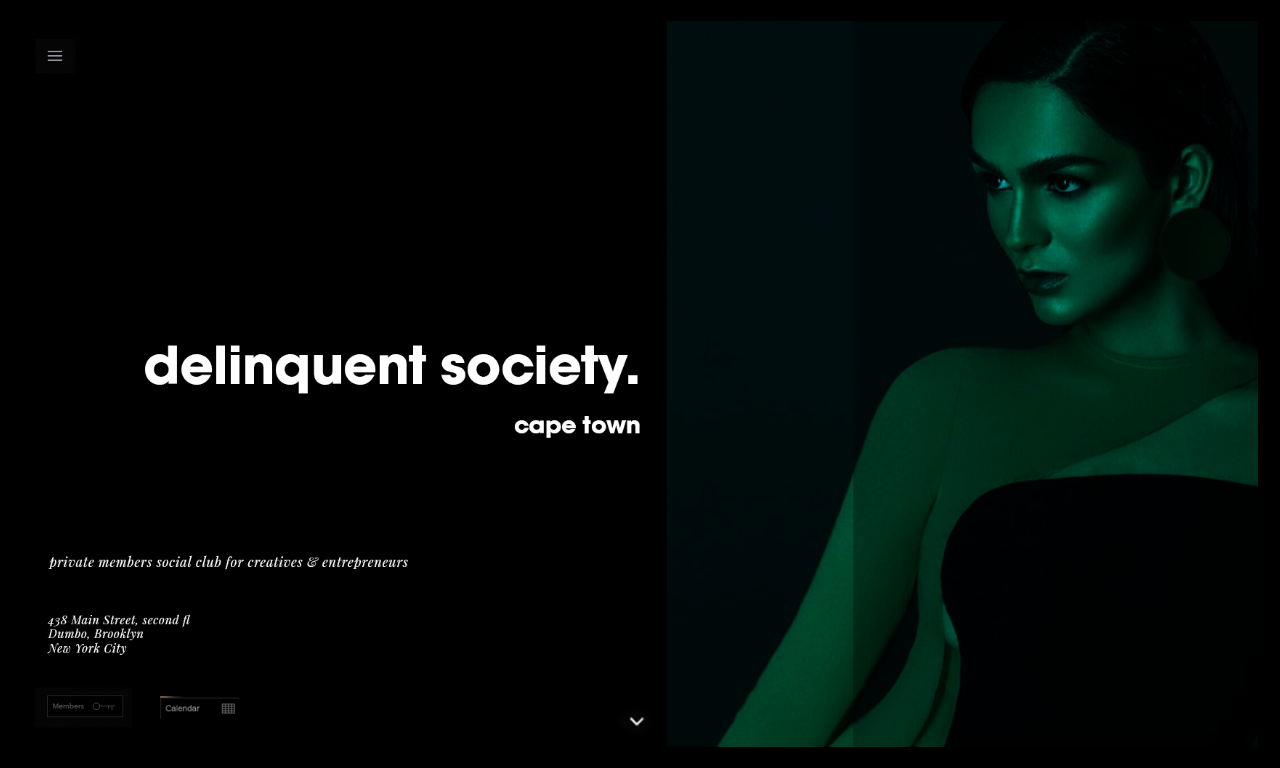 delinquent society.
cape town
private members social club for creatives & entrepreneurs
438 Main Street, second fl
Dumbo, Brooklyn
New York City
Members
Calendar